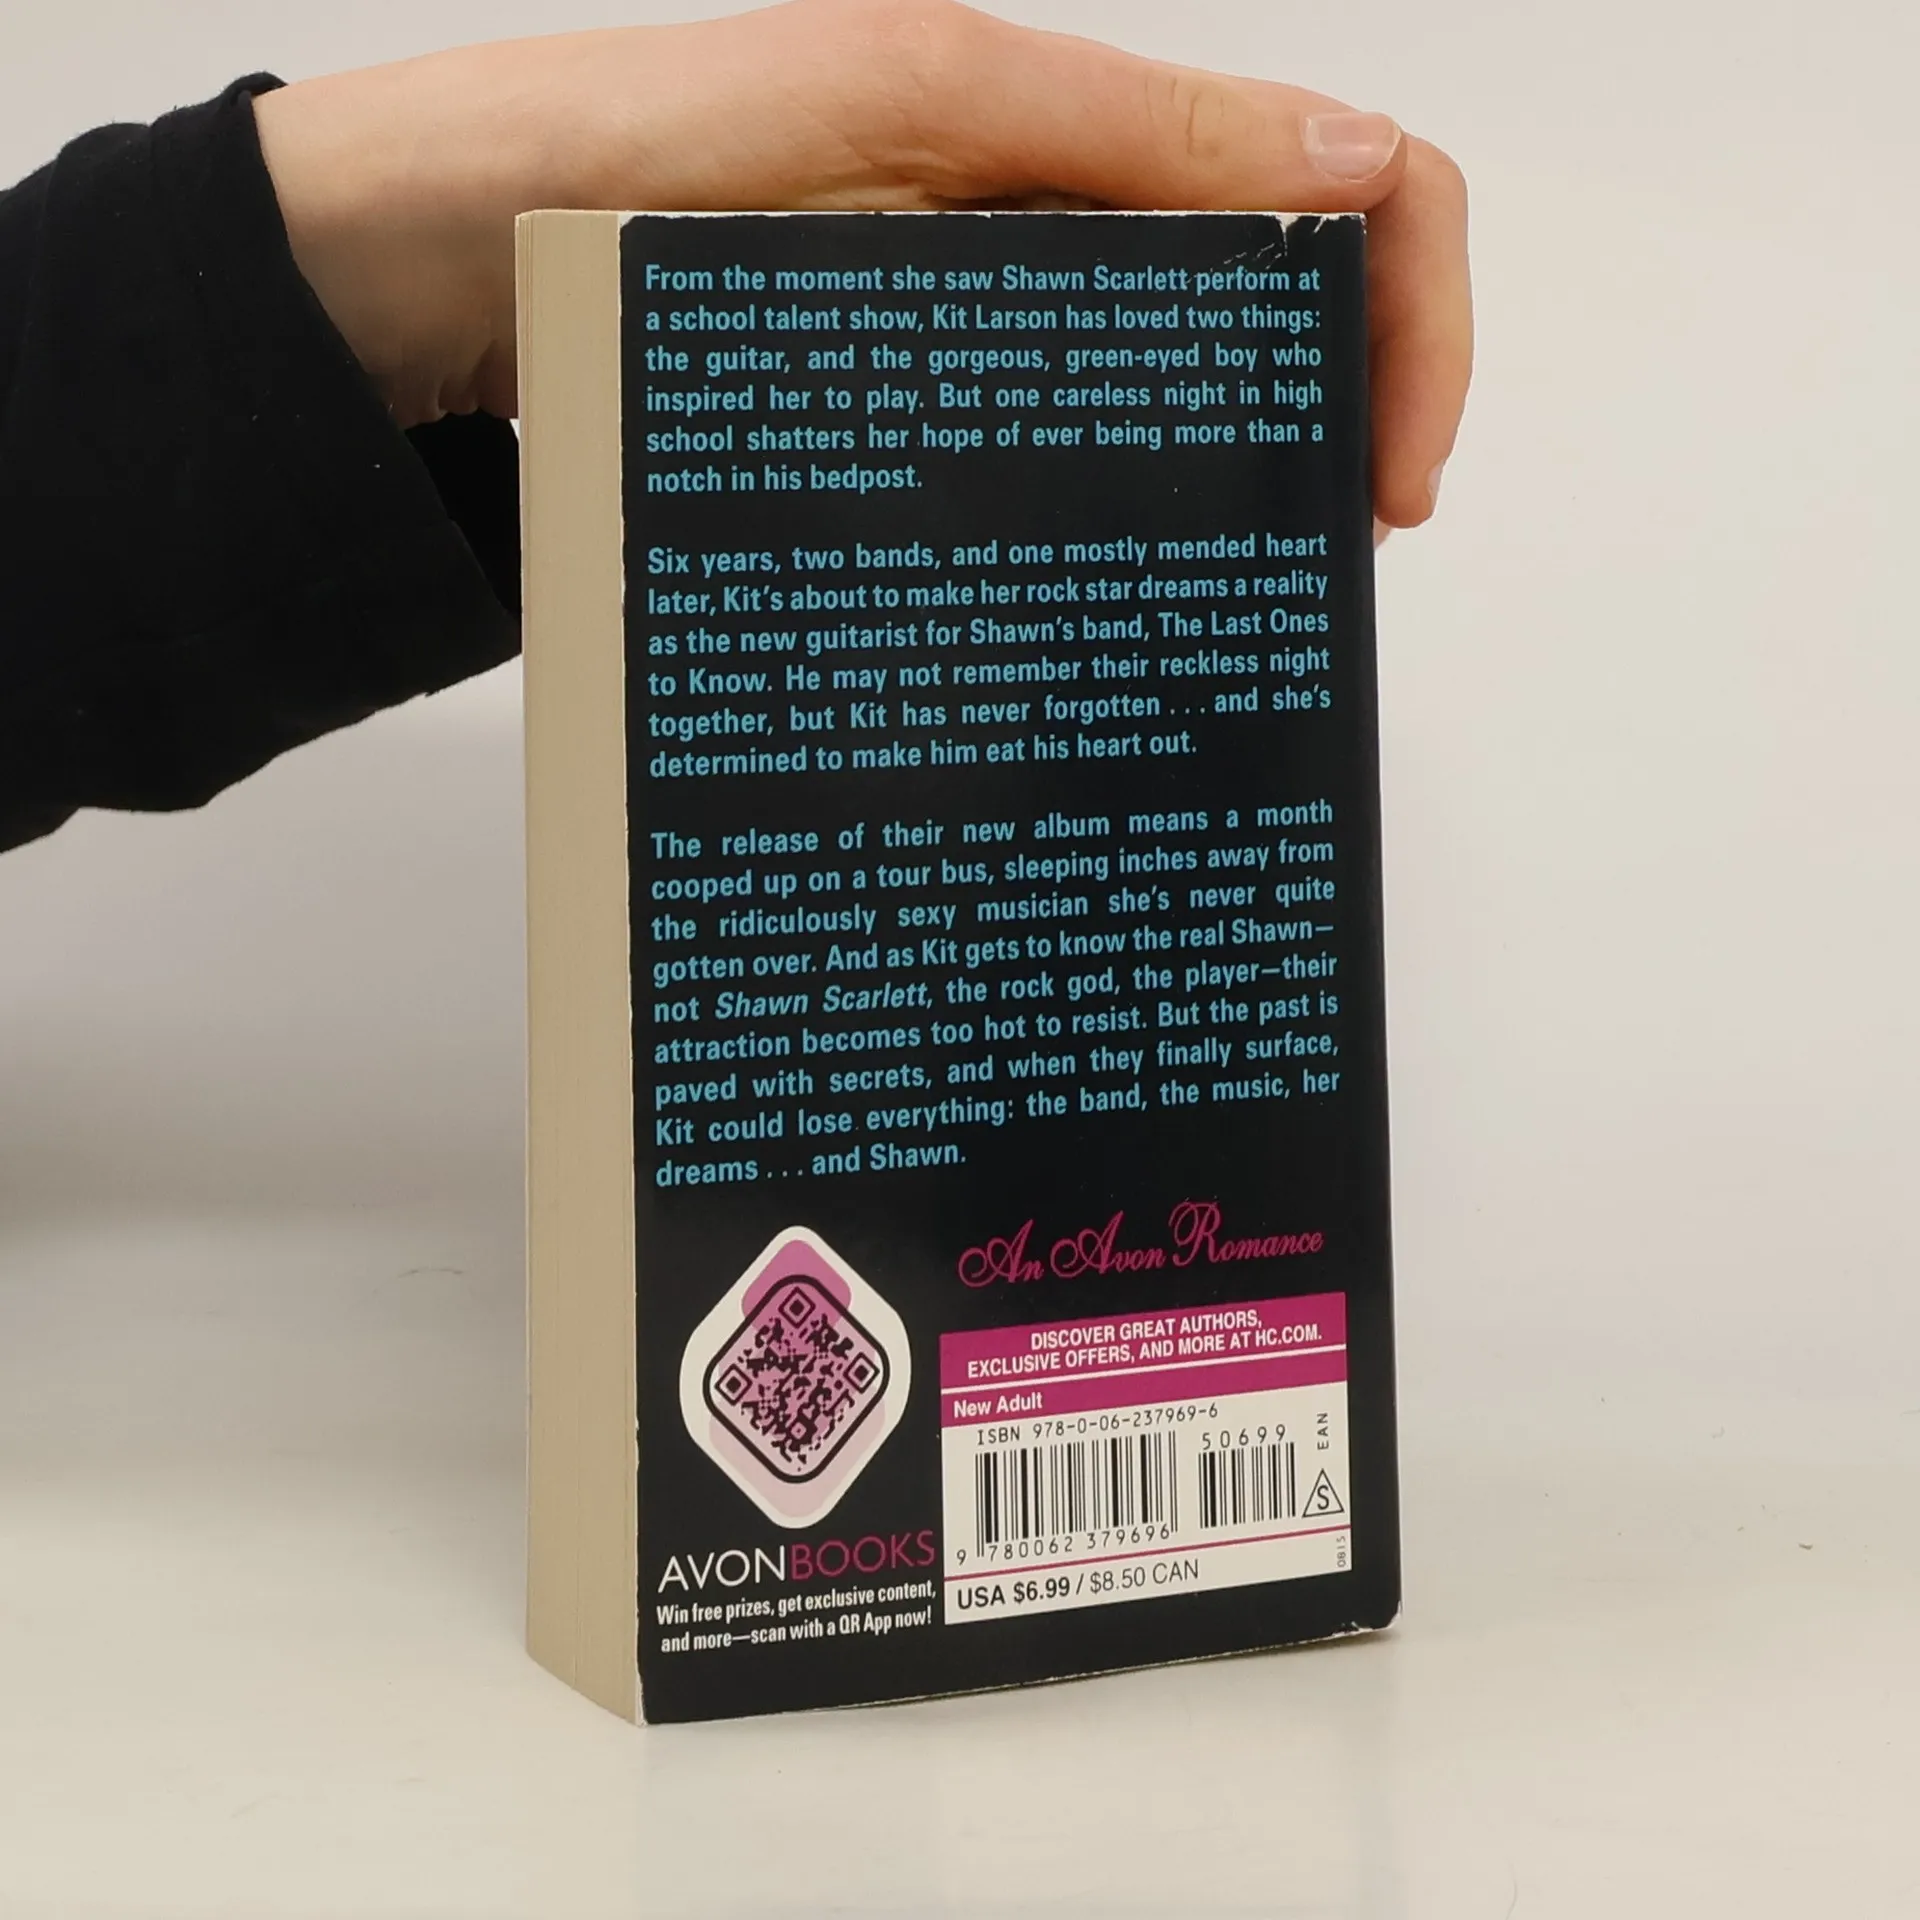 From the moment she saw Shawn Scarlett perform at
a school talent show, Kit Larson has loved two things:
the guitar, and the gorgeous, green-eyed boy who
inspired her to play. But one careless night in high
school shatters her hope of ever being more than a
notch in his bedpost.
Six years, two bands, and one mostly mended heart
later, Kit's about to make her rock star dreams a reality
as the new guitarist for Shawn's band, The Last Ones
to Know. He may not remember their reckless night
together, but Kit has never forgotten . . . and she's
determined to make him eat his heart out.
The release of their new album means a month
cooped up on a tour bus, sleeping inches away from
the ridiculously sexy musician she's never quite
gotten over. And as Kit gets to know the real Shawn—
not Shawn Scarlett, the rock god, the player—their
attraction becomes too hot to resist. But the past is
paved with secrets, and when they finally surface,
Kit could lose everything: the band, the music, her
dreams . . . and Shawn.
An Avon Romance
DISCOVER GREAT AUTHORS,
EXCLUSIVE OFFERS, AND MORE AT HC.COM.
New Adult
ISBN 978-0-06-237969-6
50699
EAN
S
9 780062 379696
0815
USA $6.99 / $8.50 CAN
AVONBOOKS
Win free prizes, get exclusive content,
and more—scan with a QR App now!